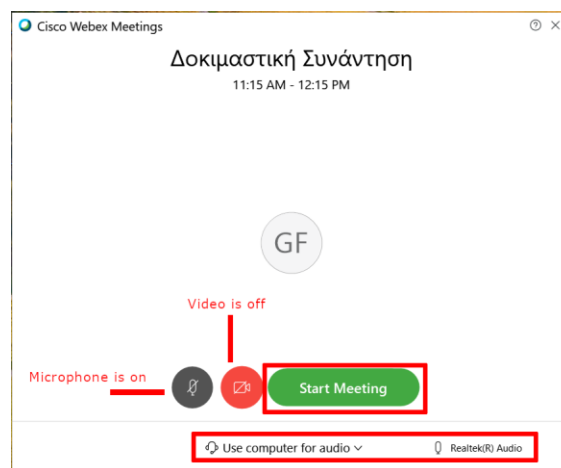 Cisco Webex Meetings
Δοκιμαστική Συνάντηση
11:15 AM - 12:15 PM
GF
Video is off
Microphone is on
Start Meeting
Use computer for audio
Realtek(R) Audio